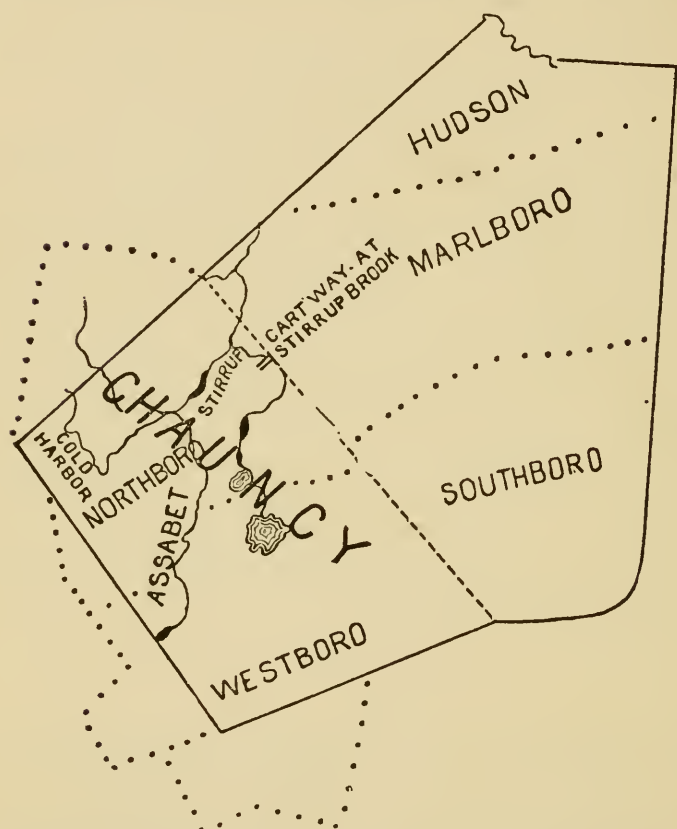 HUDSON
MARLBORO
CARTWAY AT
STIRRUP BROOK
STIRRUP
CHAUNCY
COLD
HARBOR
NORTHBORO
ASSABET
SOUTHBORO
WESTBORO